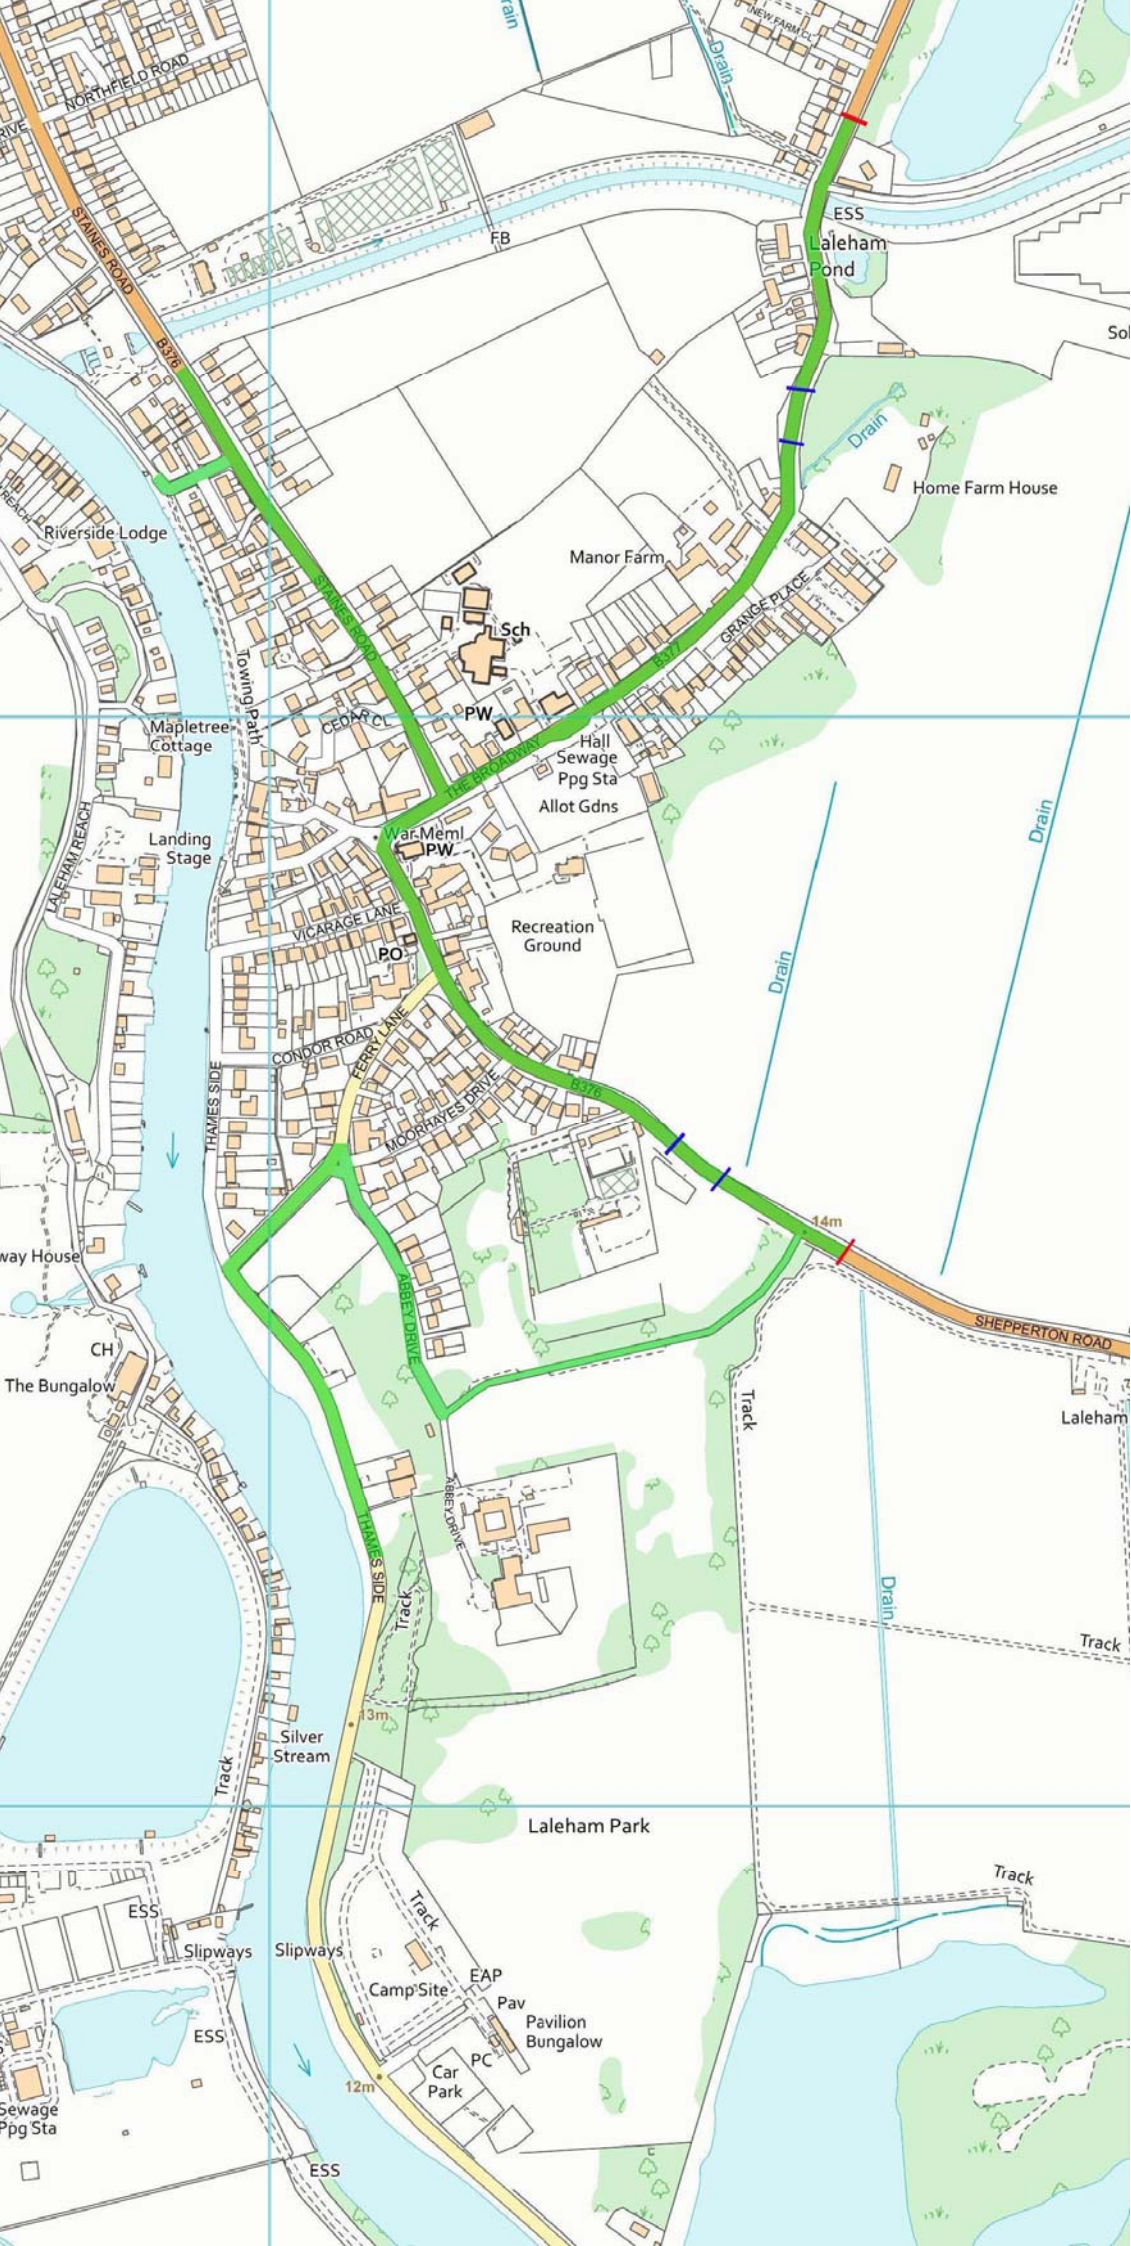 Drain
NEW FARM CL
Drain
NORTHFIELD ROAD
RIVE
STAINES ROAD
FB
ESS
Laleham
Pond
B376
Sol
Drain
Home Farm House
REACH
Riverside Lodge
Manor Farm
STAINES ROAD
GRANGE PLACE
Sch
B377
Towing Path
PW
CEDAR CL
Mapletree
Cottage
THE BROADWAY
Hall
Sewage
Ppg Sta
Allot Gdns
LALEHAM REACH
Landing
Stage
War Meml
PW
Drain
VICARAGE LANE
Recreation
Ground
PO
Drain
CONDOR ROAD
FERRY LANE
THAMES SIDE
MOORHAYES DRIVE
B376
14m
way House
ABBEY DRIVE
SHEPPERTON ROAD
CH
The Bungalow
Track
Laleham
ABBEY DRIVE
THAMES SIDE
Track
Drain
Track
13m
Silver
Stream
Track
Laleham Park
Track
ESS
Track
Slipways
Slipways
Camp Site
EAP
Pav
Pavilion
Bungalow
ESS
PC
Car
Park
12m
Sewage
Ppg Sta
ESS